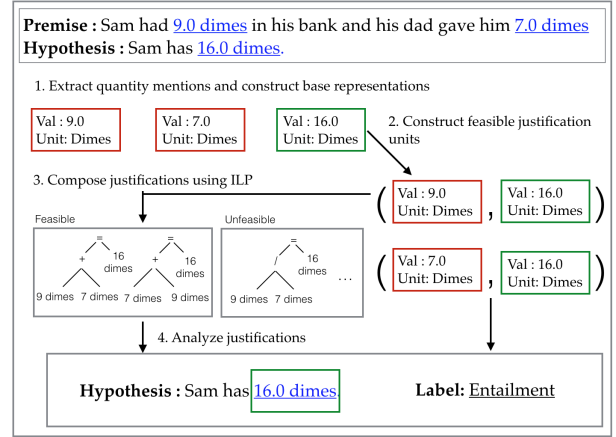 Premise : Sam had 9.0 dimes in his bank and his dad gave him 7.0 dimes
Hypothesis : Sam has 16.0 dimes.
1. Extract quantity mentions and construct base representations
Val : 9.0
Unit: Dimes
Val : 7.0
Unit: Dimes
Val : 16.0
Unit: Dimes
2. Construct feasible justification
units
3. Compose justifications using ILP
( Val : 9.0
Unit: Dimes
,
Val : 16.0
Unit: Dimes )
Feasible
=
+
16
dimes
9 dimes 7 dimes
=
+
16
dimes
7 dimes 9 dimes
Unfeasible
=
/
16
dimes
9 dimes 7 dimes
...
( Val : 7.0
Unit: Dimes
,
Val : 16.0
Unit: Dimes )
4. Analyze justifications
Hypothesis : Sam has 16.0 dimes.
Label: Entailment